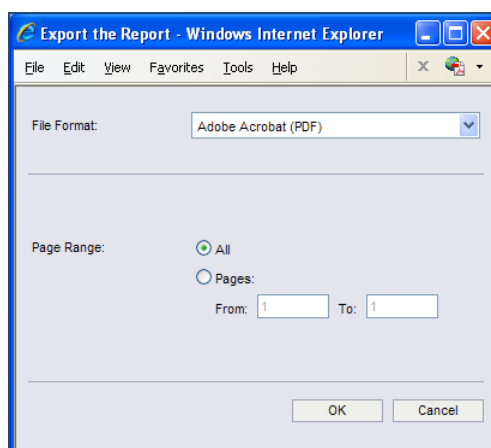 Export the Report - Windows Internet Explorer
File Edit View Favorites Tools Help
File Format: Adobe Acrobat (PDF)
Page Range: All
Pages:
From: 1 To: 1
OK Cancel